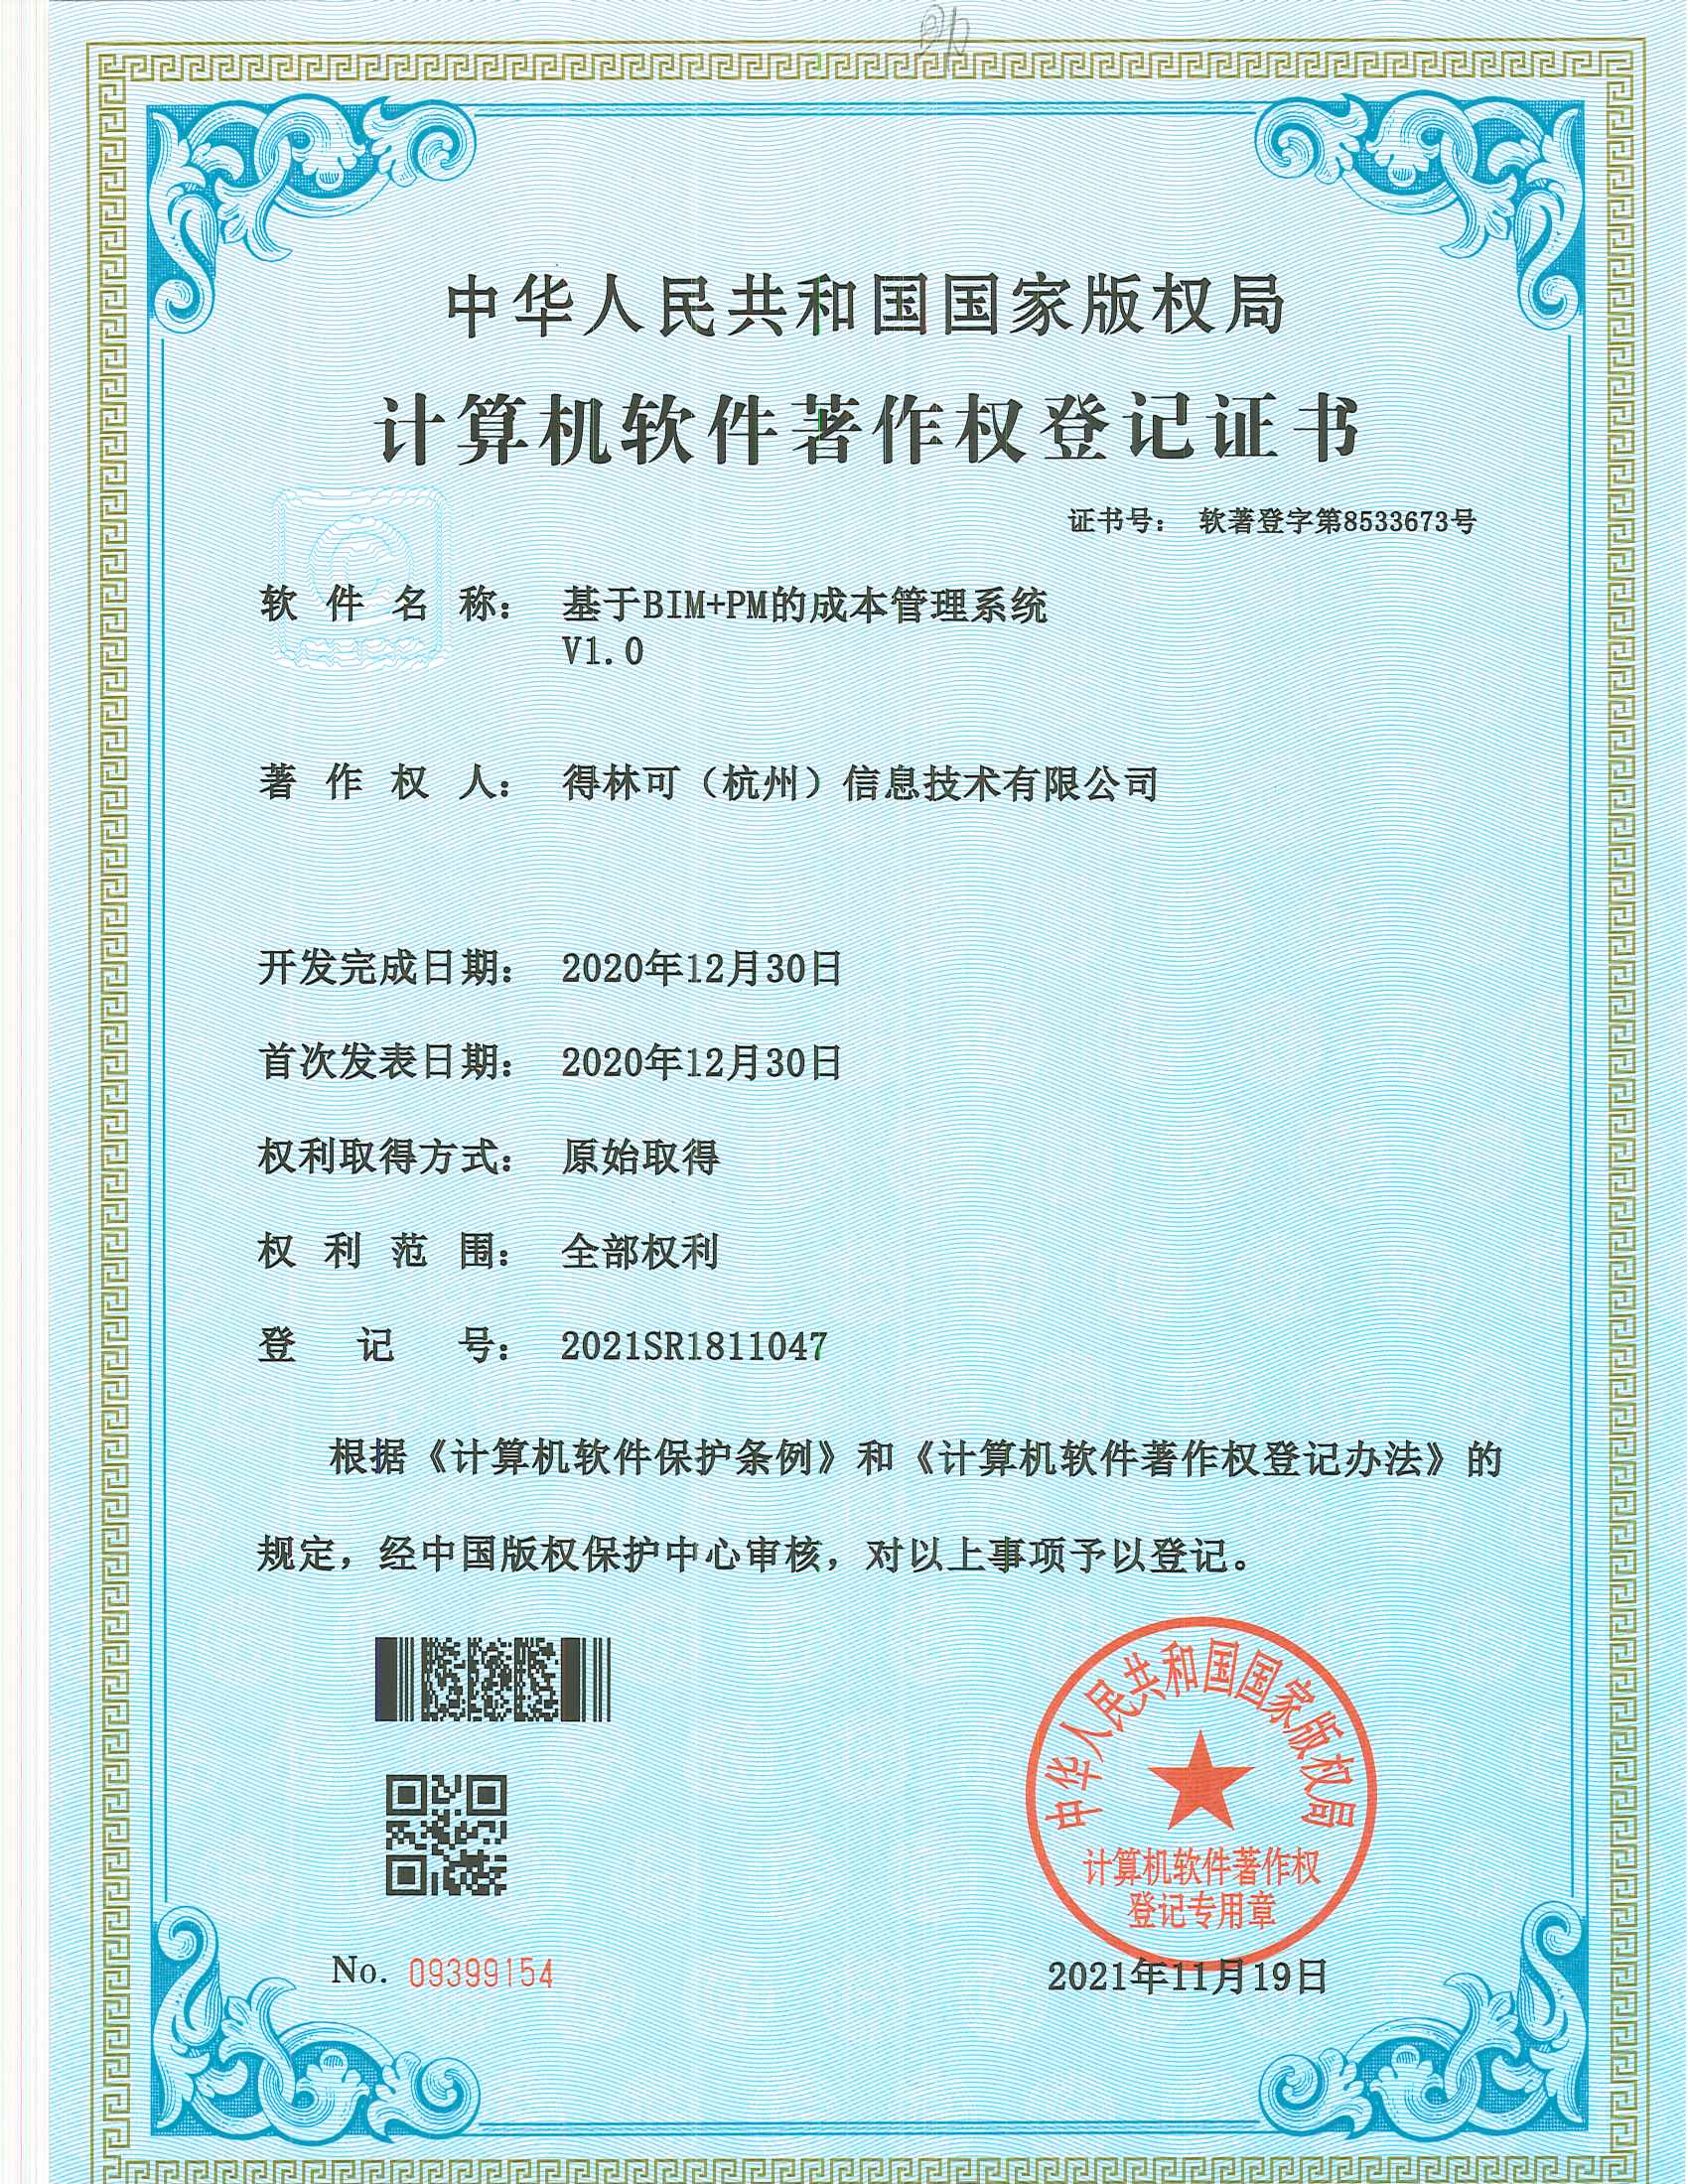 中华人民共和国国家版权局
计算机软件著作权登记证书
证书号： 软著登字第8533673号
软件名称： 基于BIM+PM的成本管理系统
V1.0
著作权人： 得林可（杭州）信息技术有限公司
开发完成日期： 2020年12月30日
首次发表日期： 2020年12月30日
权利取得方式： 原始取得
权利范围： 全部权利
登记号： 2021SR1811047
根据《计算机软件保护条例》和《计算机软件著作权登记办法》的
规定，经中国版权保护中心审核，对以上事项予以登记。
中华人民共和国国家版权局
计算机软件著作权
登记专用章
No. 09399154
2021年11月19日